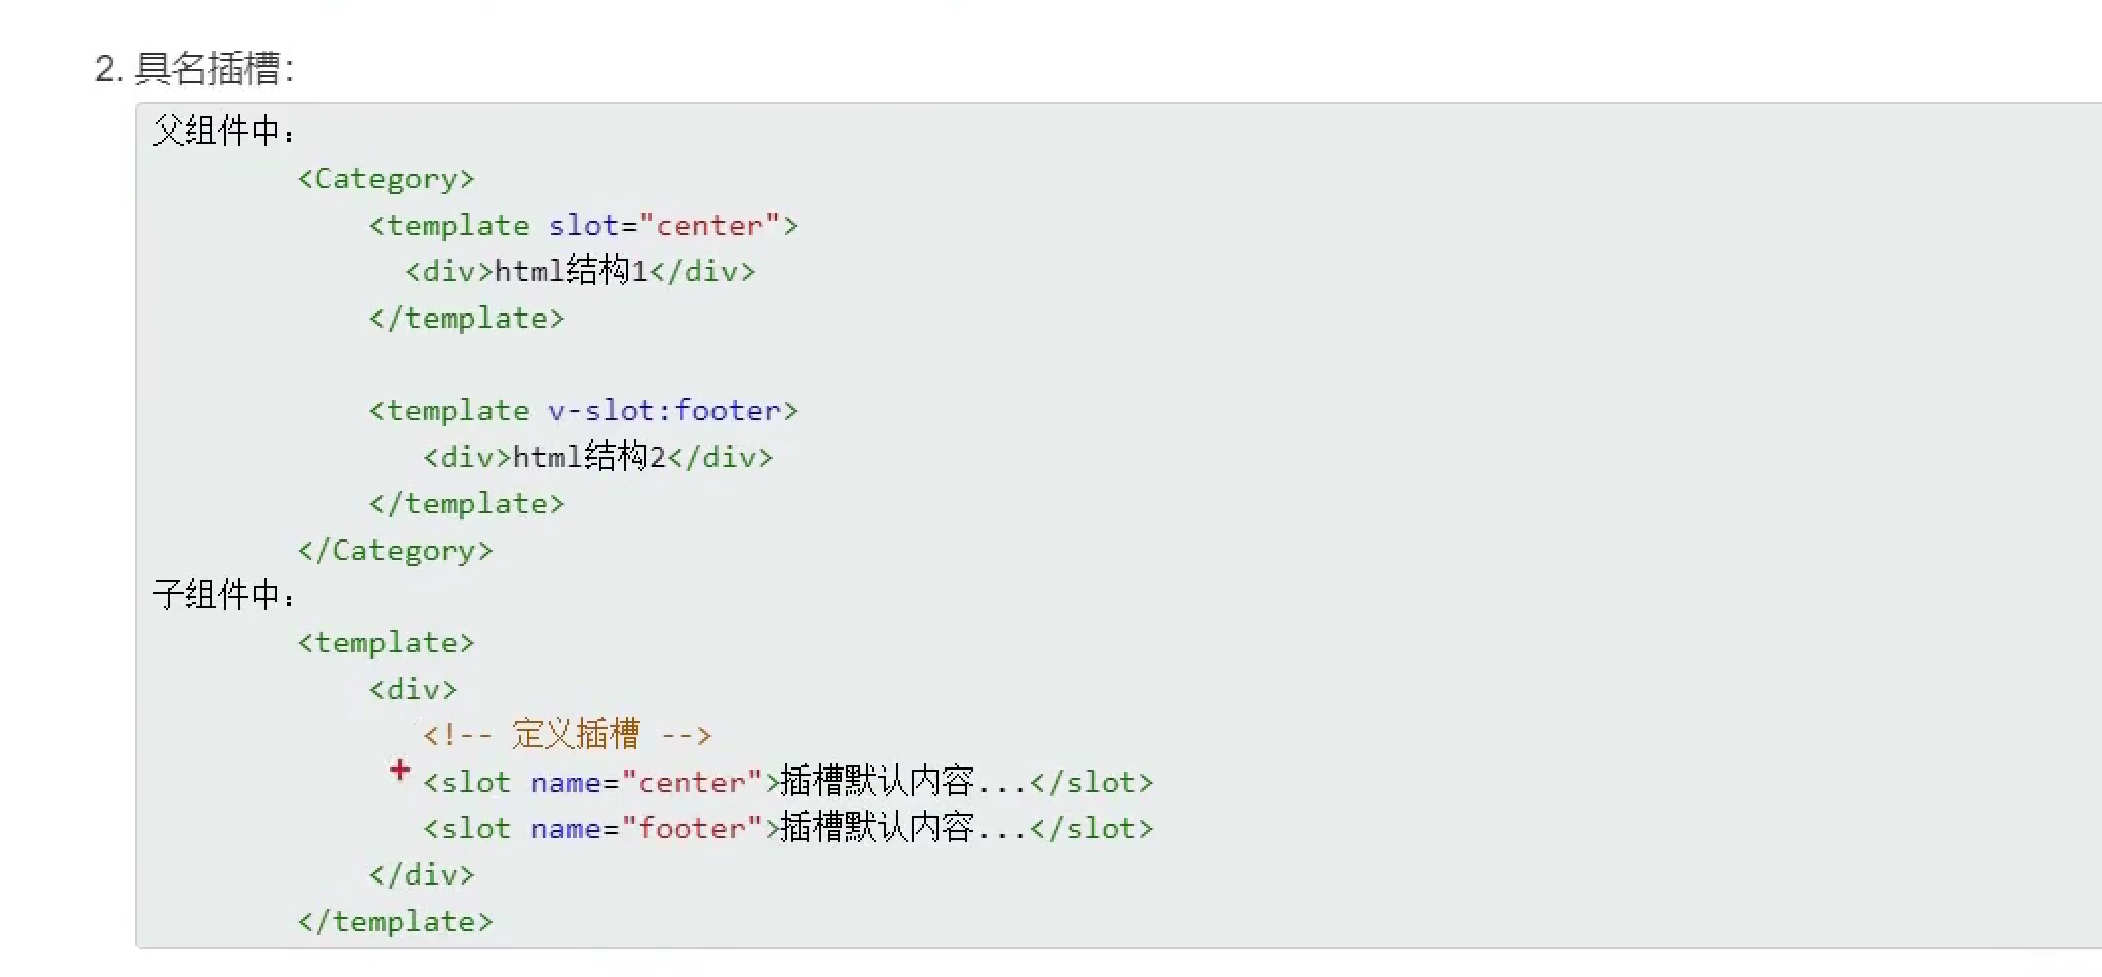 2. 具名插槽：
父组件中：
<Category>
<template slot="center">
<div>html结构1</div>
</template>
<template v-slot:footer>
<div>html结构2</div>
</template>
</Category>
子组件中：
<template>
<div>
<!-- 定义插槽 -->
<slot name="center">插槽默认内容...</slot>
<slot name="footer">插槽默认内容...</slot>
</div>
</template>